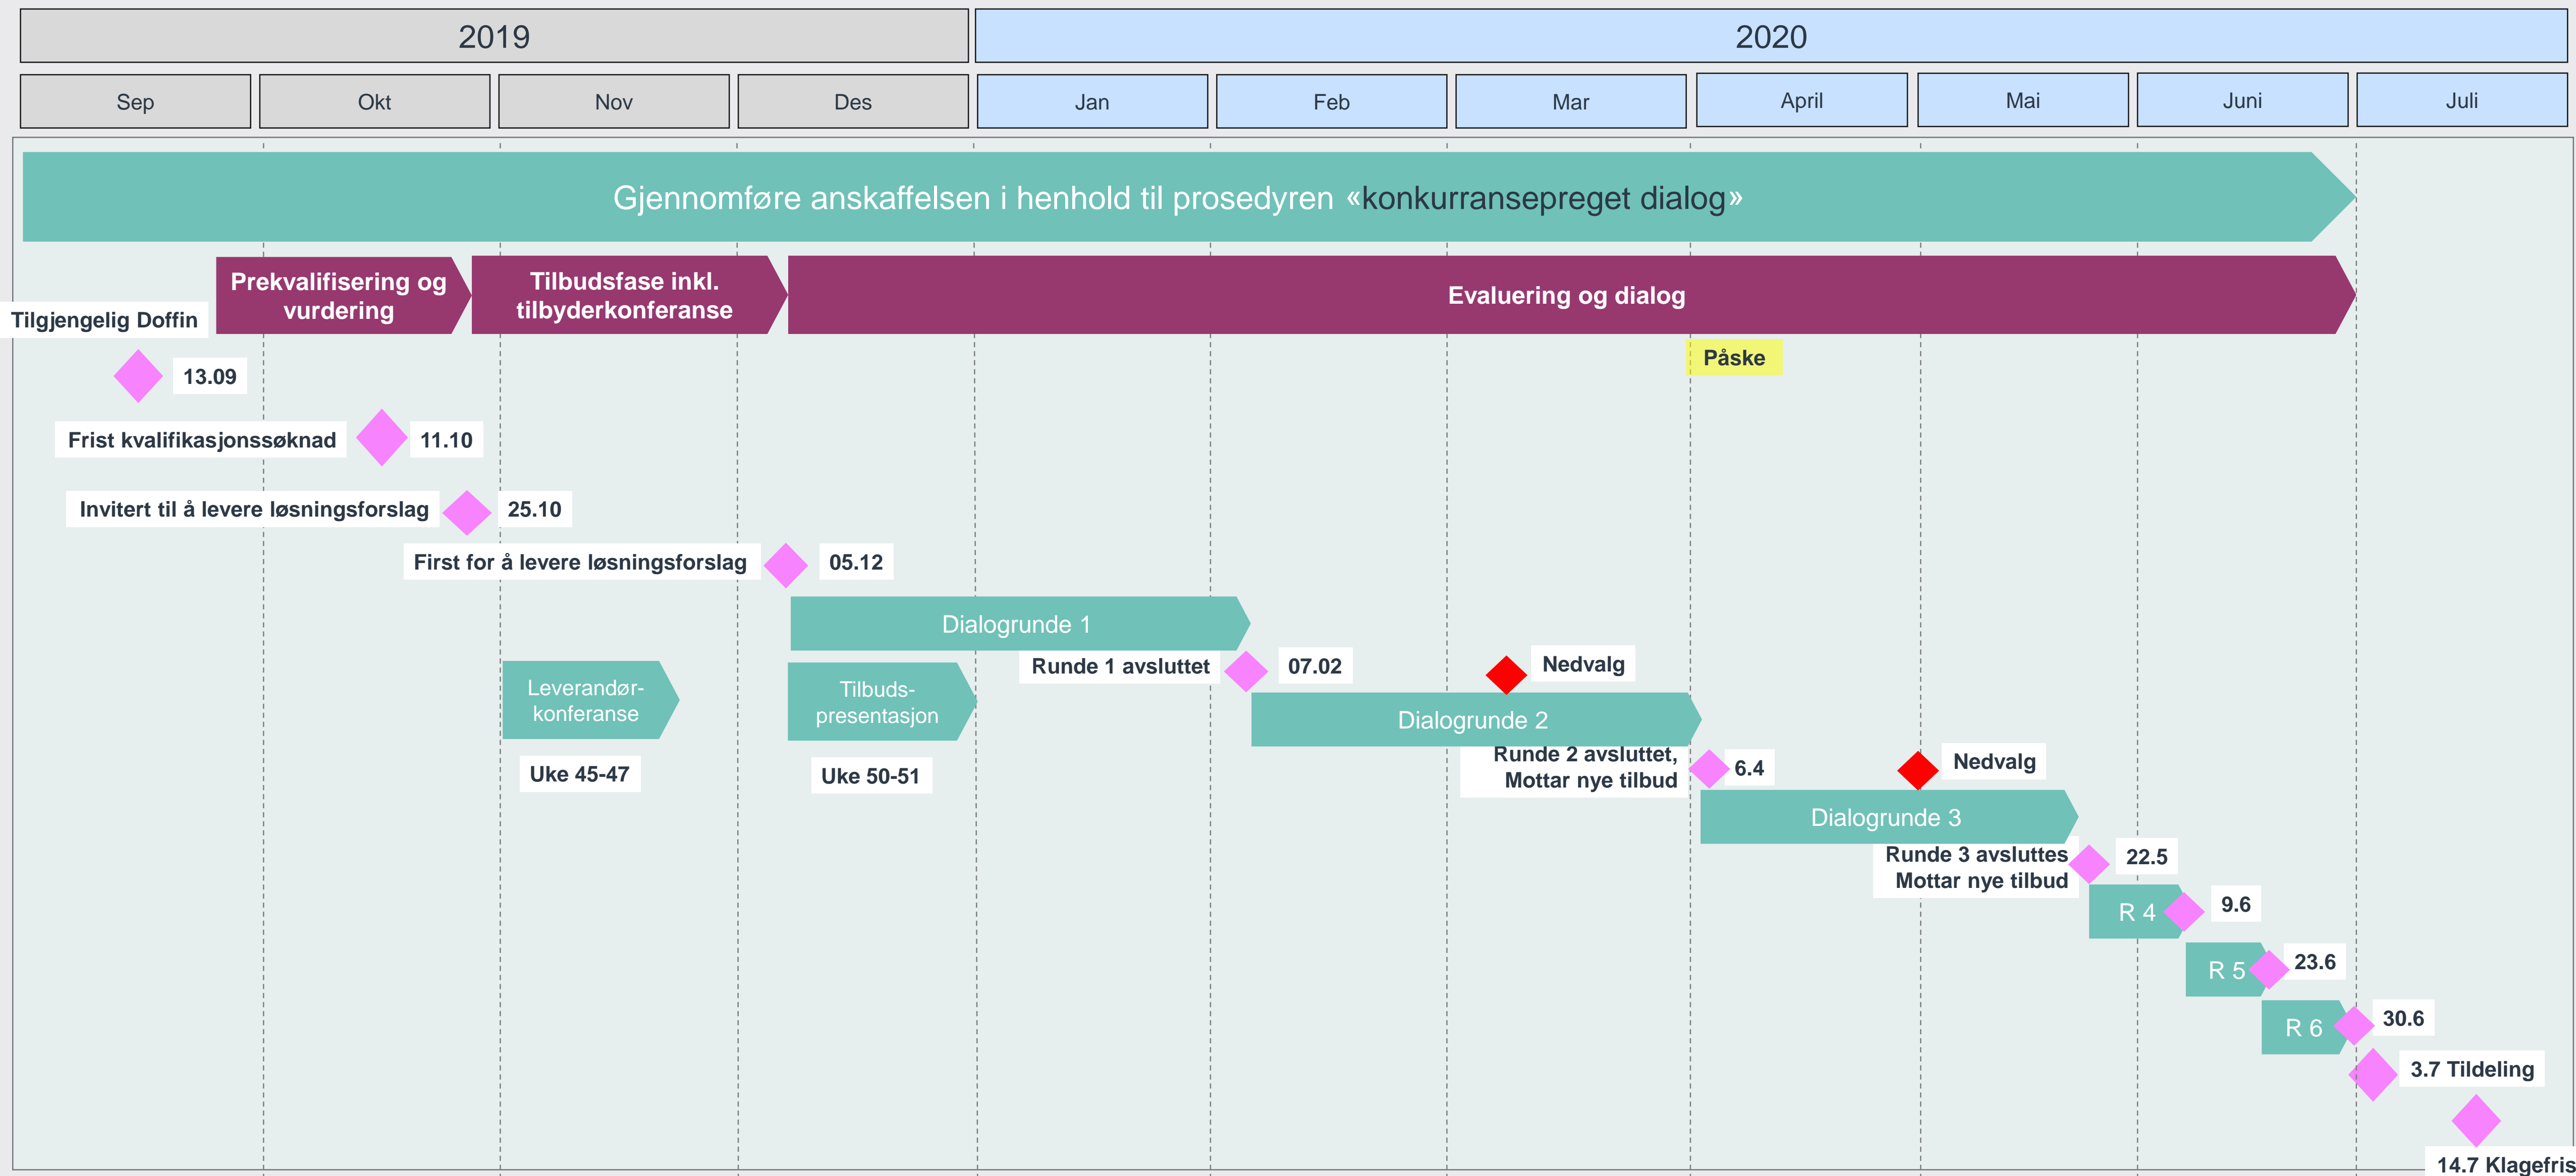 2019
2020
Sep
Okt
Nov
Des
Jan
Feb
Mar
April
Mai
Juni
Juli
Gjennomføre anskaffelsen i henhold til prosedyren «konkurransepreget dialog»
Prekvalifisering og
vurdering
Tilbudsfase inkl.
tilbyderkonferanse
Evaluering og dialog
Tilgjengelig Doffin
13.09
Påske
Frist kvalifikasjonssøknad
11.10
Invitert til å levere løsningsforslag
25.10
First for å levere løsningsforslag
05.12
Dialogrunde 1
Runde 1 avsluttet
07.02
Nedvalg
Leverandør-
konferanse
Uke 45-47
Tilbuds-
presentasjon
Uke 50-51
Dialogrunde 2
Runde 2 avsluttet,
Mottar nye tilbud
6.4
Nedvalg
Dialogrunde 3
Runde 3 avsluttes
Mottar nye tilbud
22.5
R 4
9.6
R 5
23.6
R 6
30.6
3.7 Tildeling
14.7 Klagefris